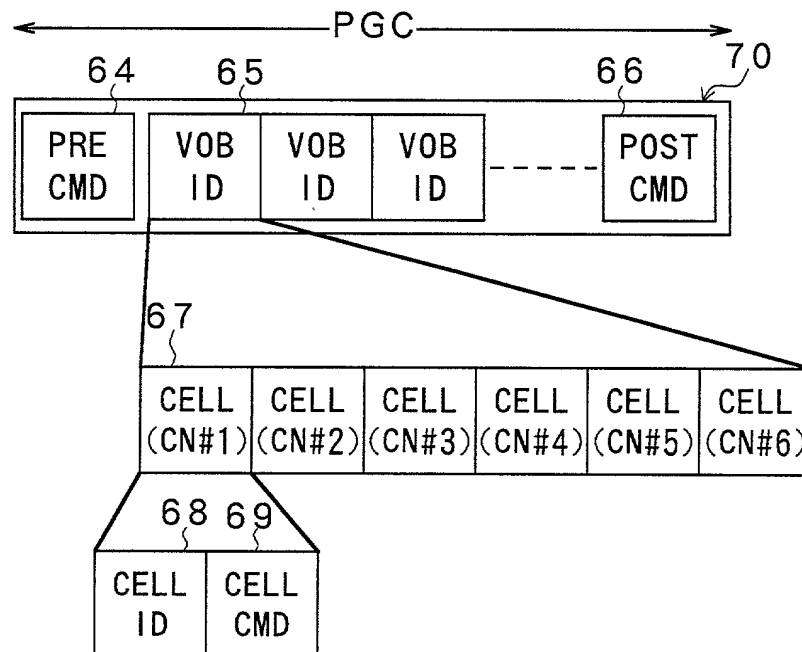 PGC
64 65 66 70
PRE CMD
VOB ID
VOB ID
VOB ID
POST CMD
67
CELL (CN#1)
CELL (CN#2)
CELL (CN#3)
CELL (CN#4)
CELL (CN#5)
CELL (CN#6)
68 69
CELL ID
CELL CMD